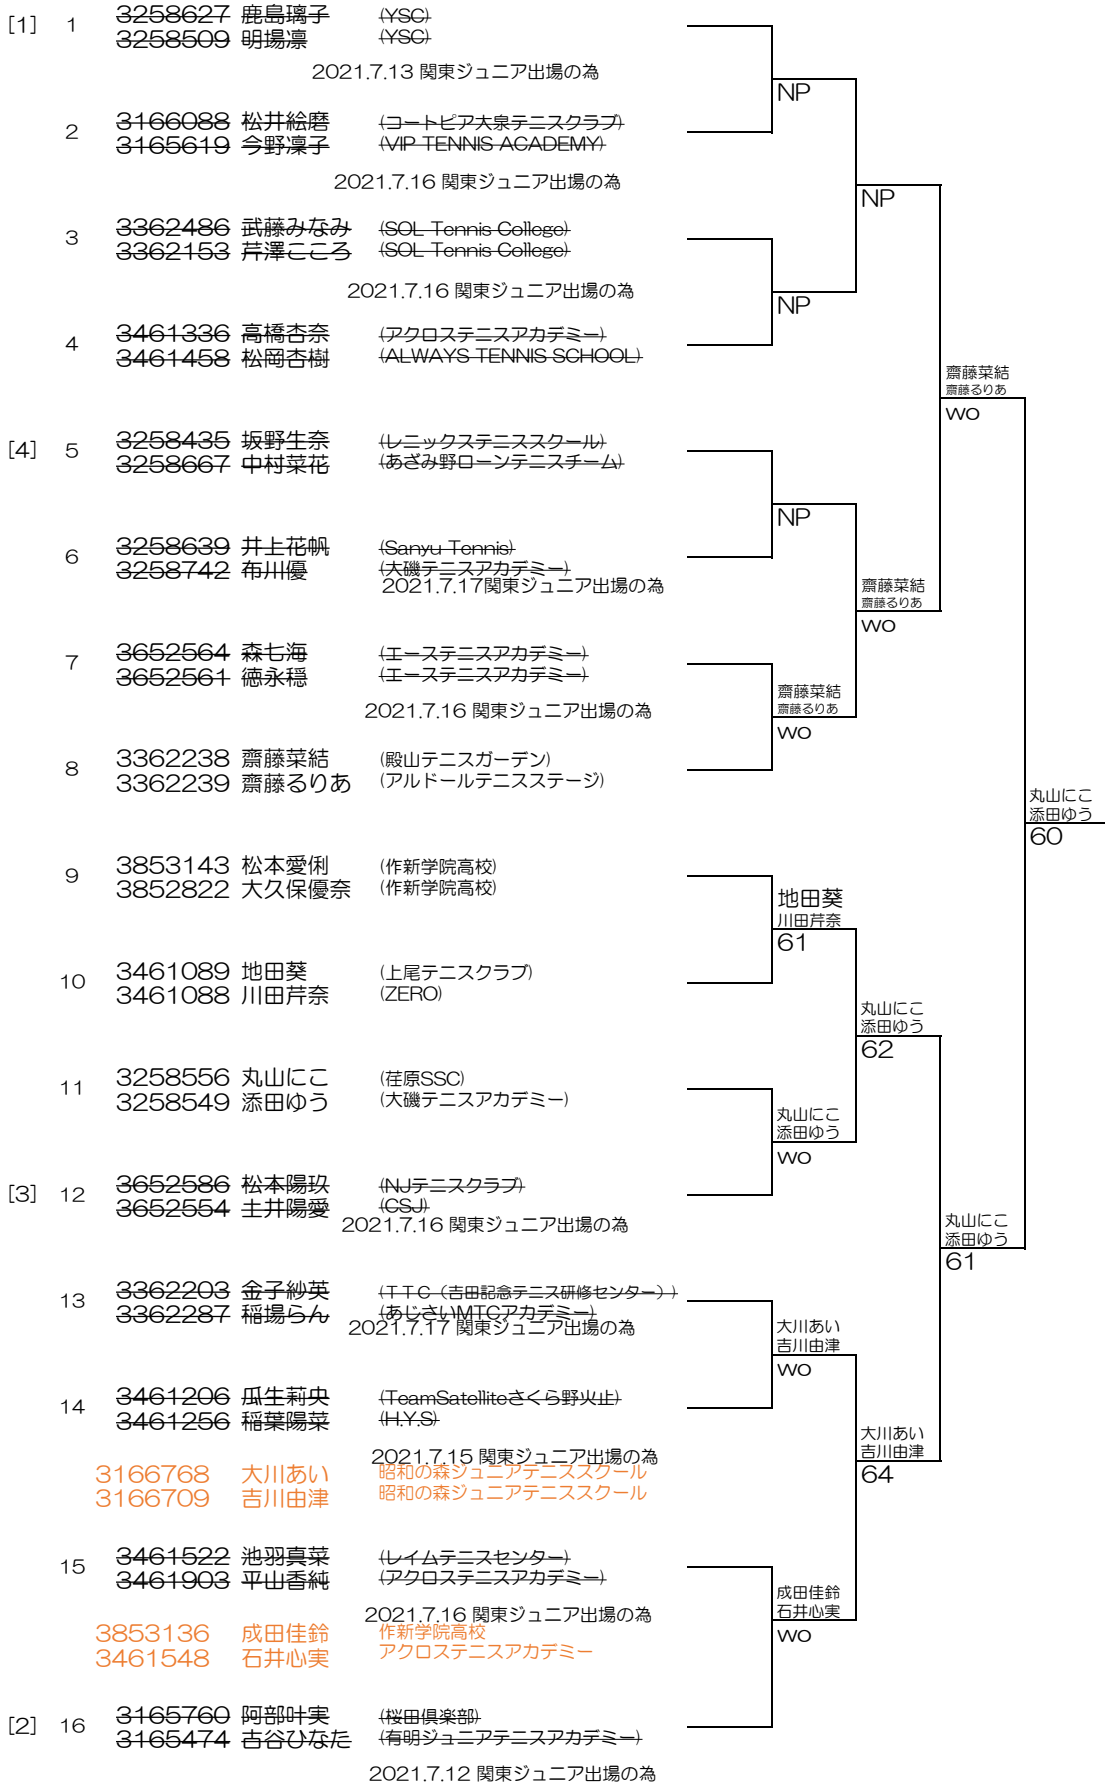 [1] 1 3258627 鹿島璃子 (YSC)
3258509 明場凛 (YSC)
2021.7.13 関東ジュニア出場の為
NP
2 3166088 松井絵磨 (コートピア大泉テニスクラブ)
3165619 今野凜子 (VIP TENNIS ACADEMY)
2021.7.16 関東ジュニア出場の為
NP
3 3362486 武藤みなみ (SOL Tennis College)
3362153 芹澤こころ (SOL Tennis College)
2021.7.16 関東ジュニア出場の為
NP
4 3461336 高橋杏奈 (アクロステニスアカデミー)
3461458 松岡杏樹 (ALWAYS TENNIS SCHOOL)
齋藤菜結
齋藤るりあ
WO
[4] 5 3258435 坂野生奈 (レニックステニススクール)
3258667 中村菜花 (あざみ野ローンテニスチーム)
NP
6 3258639 井上花帆 (Sanyu Tennis)
3258742 布川優 (大磯テニスアカデミー)
2021.7.17関東ジュニア出場の為
齋藤菜結
齋藤るりあ
WO
7 3652564 森七海 (エーステニスアカデミー)
3652561 徳永穏 (エーステニスアカデミー)
2021.7.16 関東ジュニア出場の為
齋藤菜結
齋藤るりあ
WO
8 3362238 齋藤菜結 (殿山テニスガーデン)
3362239 齋藤るりあ (アルドールテニスステージ)
丸山にこ
添田ゆう
60
9 3853143 松本愛俐 (作新学院高校)
3852822 大久保優奈 (作新学院高校)
地田葵
川田芹奈
61
10 3461089 地田葵 (上尾テニスクラブ)
3461088 川田芹奈 (ZERO)
丸山にこ
添田ゆう
62
11 3258556 丸山にこ (荏原SSC)
3258549 添田ゆう (大磯テニスアカデミー)
丸山にこ
添田ゆう
WO
[3] 12 3652586 松本陽玖 (NJテニスクラブ)
3652554 土井陽愛 (CSJ)
2021.7.16 関東ジュニア出場の為
丸山にこ
添田ゆう
61
13 3362203 金子紗英 (TTC(吉田記念テニス研修センター))
3362287 稲場らん (あじさいMTCアカデミー)
2021.7.17 関東ジュニア出場の為
大川あい
吉川由津
WO
14 3461206 瓜生莉央 (TeamSatelliteさくら野火止)
3461256 稲葉陽菜 (H.Y.S)
2021.7.15 関東ジュニア出場の為
大川あい
吉川由津
64
3166768 大川あい 昭和の森ジュニアテニススクール
3166709 吉川由津 昭和の森ジュニアテニススクール
15 3461522 池羽真菜 (レイムテニスセンター)
3461903 平山香純 (アクロステニスアカデミー)
2021.7.16 関東ジュニア出場の為
成田佳鈴
石井心実
WO
3853136 成田佳鈴 作新学院高校
3461548 石井心実 アクロステニスアカデミー
[2] 16 3165760 阿部叶実 (桜田倶楽部)
3165474 古谷ひなた (有明ジュニアテニスアカデミー)
2021.7.12 関東ジュニア出場の為